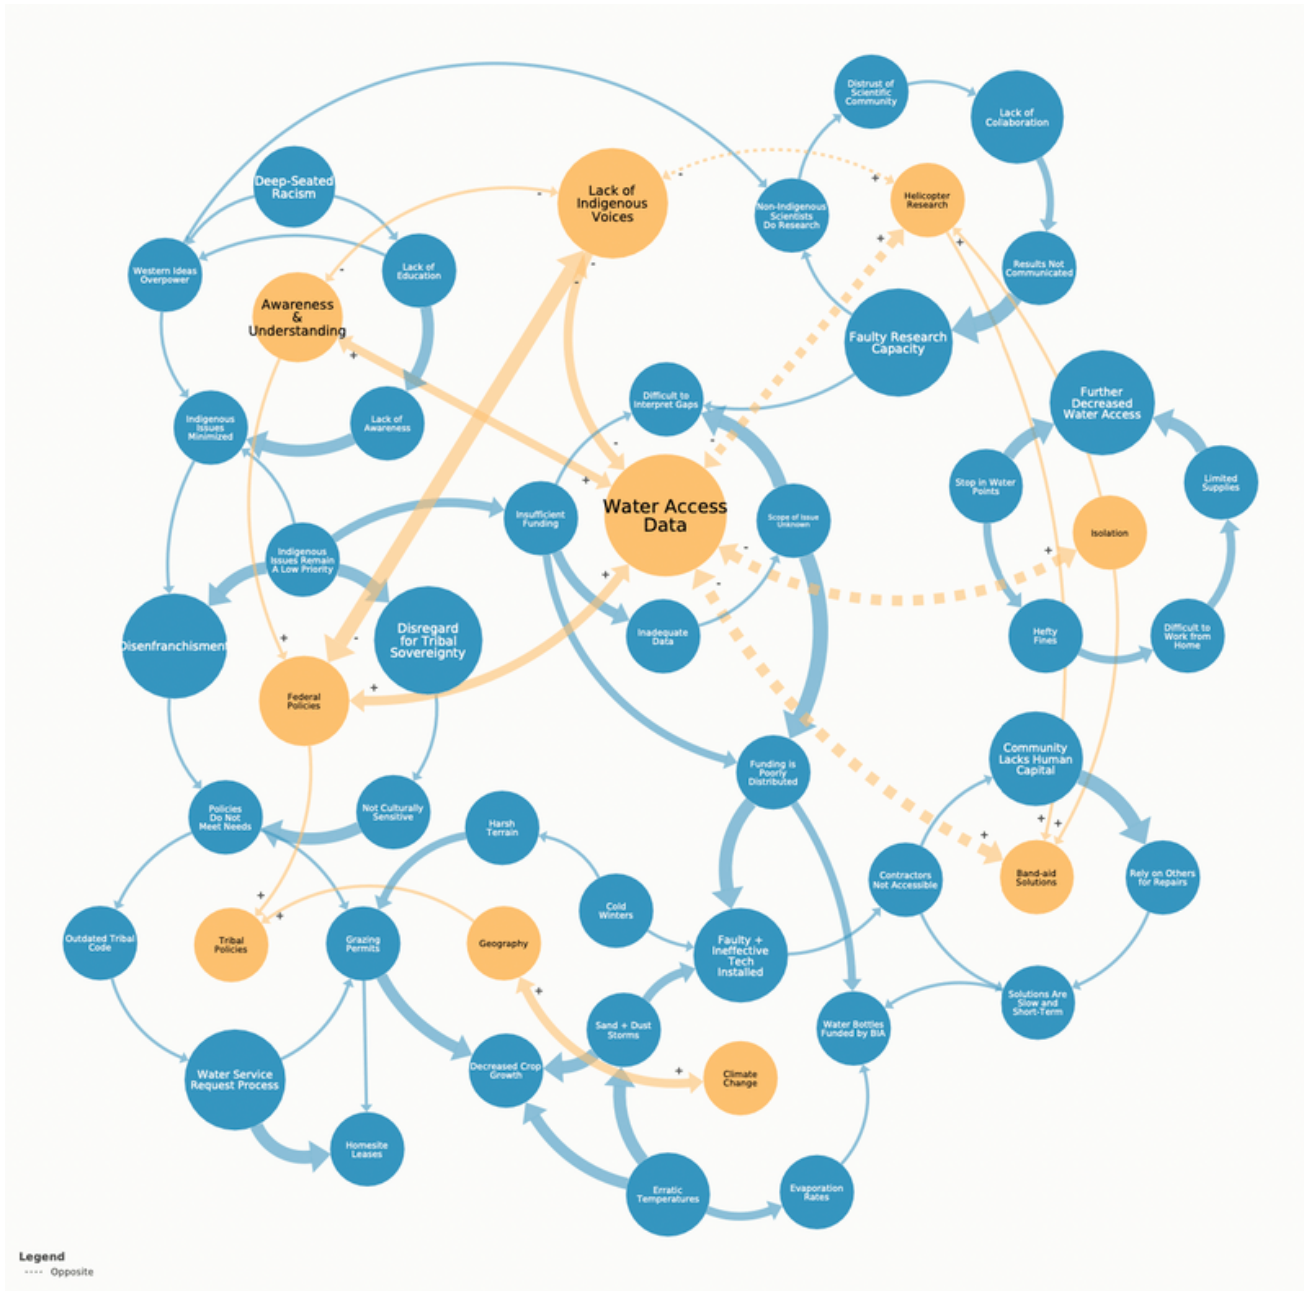 Distrust of
Scientific
Community
Lack of
Collaboration
Deep-Seated
Racism
Lack of
Indigenous
Voices
Helicopter
Research
Non-Indigenous
Scientists
Do Research
Western Ideas
Overpower
Lack of
Education
Results Not
Communicated
Awareness
&
Understanding
Faulty Research
Capacity
Difficult to
Interpret Gaps
Further
Decreased
Water Access
Indigenous
Issues
Minimized
Lack of
Awareness
Stop in Water
Points
Limited
Supplies
Water Access
Data
Insufficient
Funding
Scope of Issue
Unknown
Isolation
Indigenous
Issues Remain
A Low Priority
Disenfranchisment
Disregard
for Tribal
Sovereignty
Inadequate
Data
Hefty
Fines
Difficult to
Work from
Home
Federal
Policies
Funding is
Poorly
Distributed
Community
Lacks Human
Capital
Policies
Do Not
Meet Needs
Not Culturally
Sensitive
Harsh
Terrain
Contractors
Not Accessible
Band-aid
Solutions
Rely on Others
for Repairs
Cold
Winters
Outdated Tribal
Code
Tribal
Policies
Grazing
Permits
Geography
Faulty +
Ineffective
Tech
Installed
Solutions Are
Slow and
Short-Term
Sand + Dust
Storms
Water Bottles
Funded by BIA
Water Service
Request Process
Decreased Crop
Growth
Climate
Change
Homesite
Leases
Erratic
Temperatures
Evaporation
Rates
Legend
---- Opposite